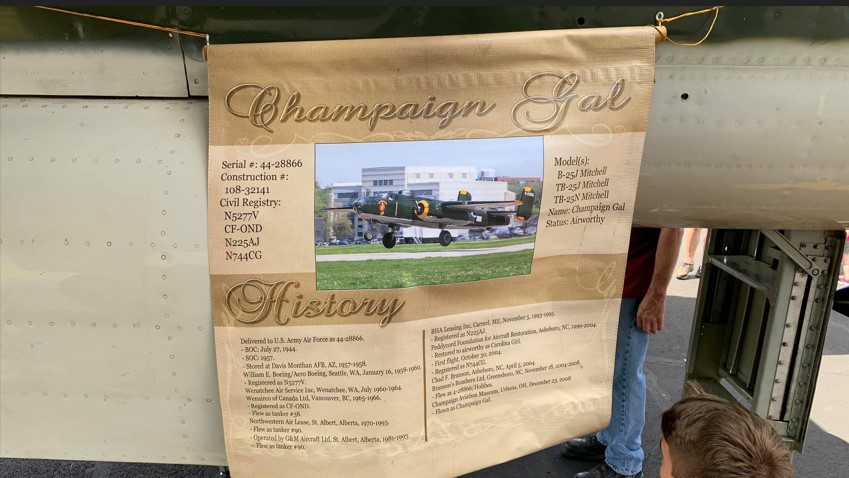 Champaign Gal
Serial #: 44-28866
Construction #:
108-32141
Civil Registry:
N5277V
CF-OND
N225AJ
N744CG
Model(s):
B-25J Mitchell
TB-25J Mitchell
TB-25N Mitchell
Name: Champaign Gal
Status: Airworthy
History
Delivered to U.S. Army Air Force as 44-28866.
- BOC: July 27, 1944.
- SOC: 1957.
- Stored at Davis Monthan AFB, AZ, 1957-1958.
William E. Boeing/Aero Boeing, Seattle, WA, January 16, 1958-1960.
- Registered as N5277V.
Wenatchee Air Service Inc, Wenatchee, WA, July 1960-1964.
Wenairco of Canada Ltd, Vancouver, BC, 1965-1966.
- Registered as CF-OND.
- Flew as tanker #38.
Northwestern Air Lease, St. Albert, Alberta, 1970-1993.
- Flew as tanker #90.
- Operated by G&M Aircraft Ltd, St. Albert, Alberta, 1981-1993
- Flew as tanker #90.
BHA Leasing Inc, Carmel, ME, November 5, 1993-1995.
- Registered as N225AJ.
Peddycord Foundation for Aircraft Restoration, Asheboro, NC, 1999-2004.
- Restored to airworthy as Carolina Girl.
- First flight, October 30, 2004.
- Registered as N744CG.
Chad F. Brannon, Asheboro, NC, April 5, 2004.
Branson's Bombers Ltd, Greensboro, NC, November 18, 2004-2008.
- Flew as 4-28866/Hobbes.
Champaign Aviation Museum, Urbana, OH, December 23, 2008
- Flown as Champaign Gal.